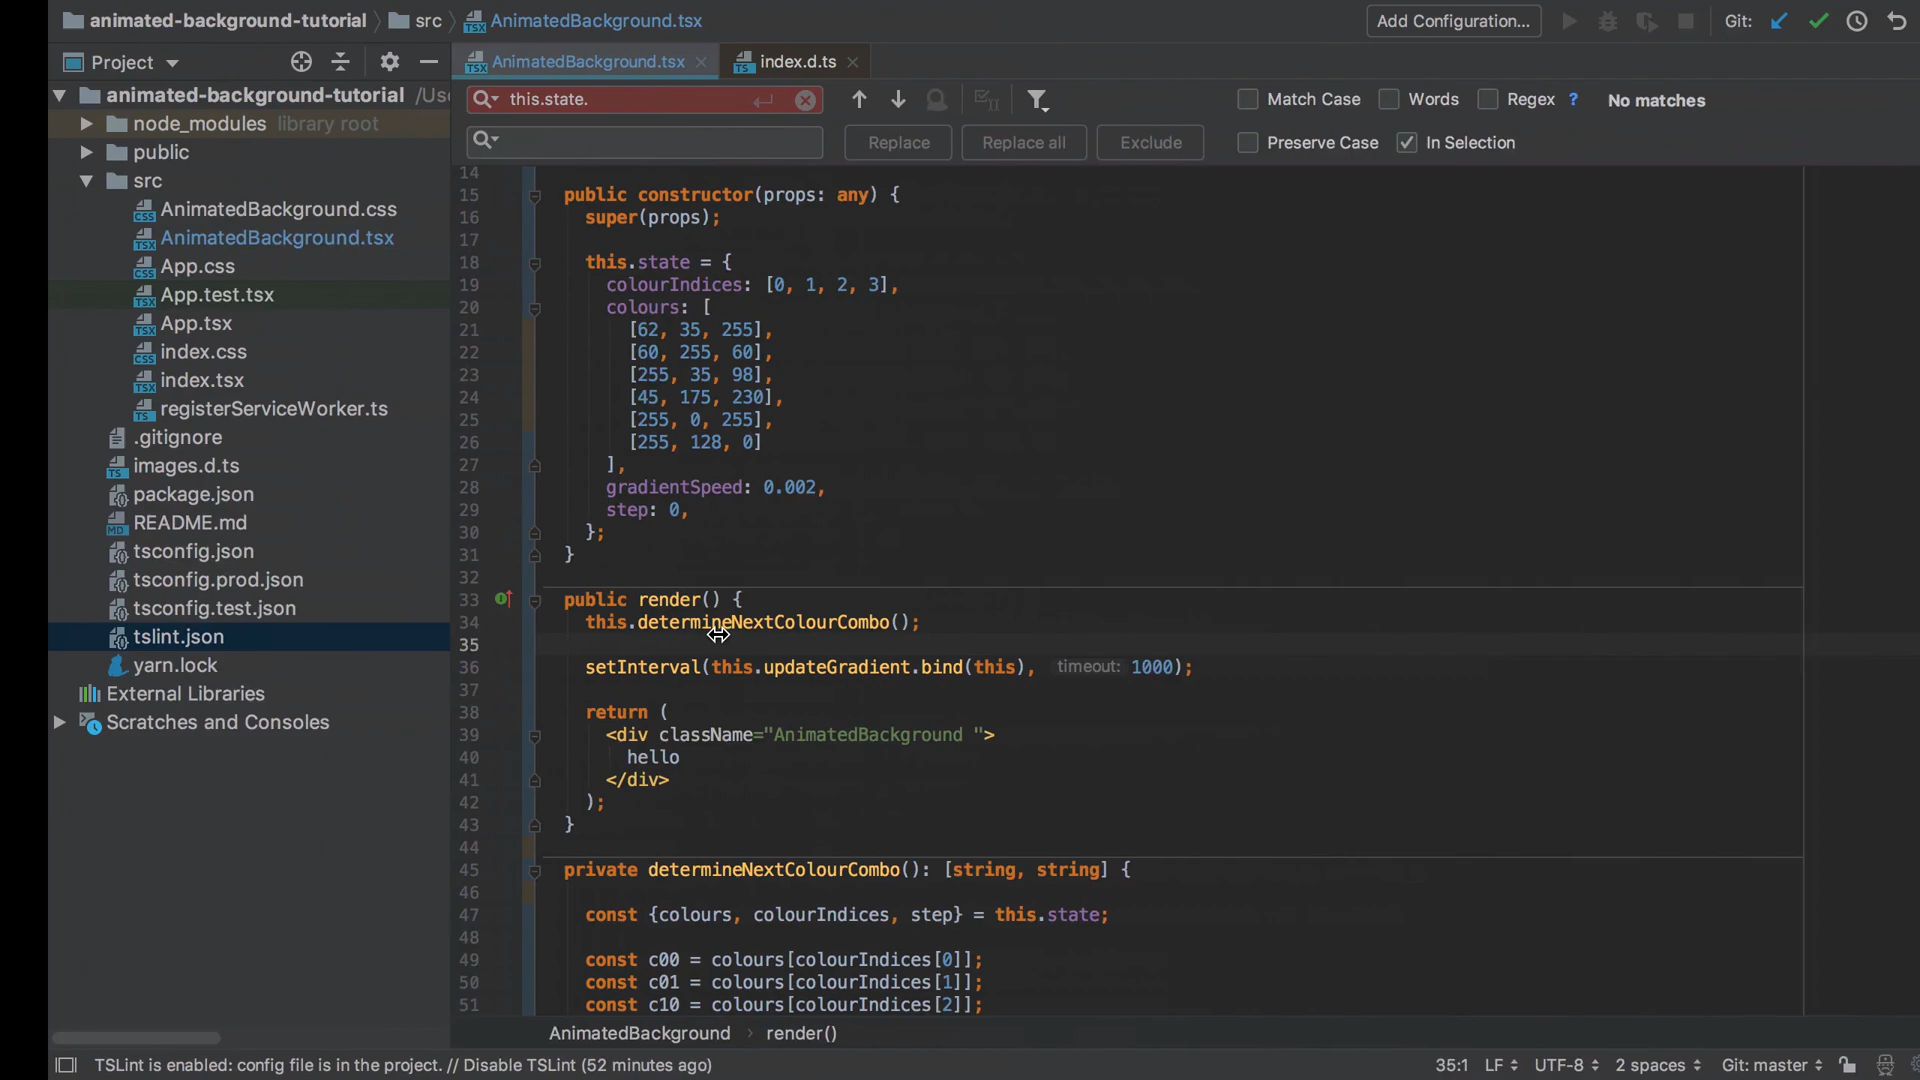 animated-background-tutorial src AnimatedBackground.tsx Add Configuration... Git:
Project AnimatedBackground.tsx index.d.ts
animated-background-tutorial
node_modules library root
public
src
AnimatedBackground.css
AnimatedBackground.tsx
App.css
App.test.tsx
App.tsx
index.css
index.tsx
registerServiceWorker.ts
.gitignore
images.d.ts
package.json
README.md
tsconfig.json
tsconfig.prod.json
tsconfig.test.json
tslint.json
yarn.lock
External Libraries
Scratches and Consoles
this.state. Match Case Words Regex ? No matches
Replace Replace all Exclude Preserve Case In Selection
14
15 public constructor(props: any) {
16 super(props);
17
18 this.state = {
19 colourIndices: [0, 1, 2, 3],
20 colours: [
21 [62, 35, 255],
22 [60, 255, 60],
23 [255, 35, 98],
24 [45, 175, 230],
25 [255, 0, 255],
26 [255, 128, 0]
27 ],
28 gradientSpeed: 0.002,
29 step: 0,
30 };
31 }
32
33 public render() {
34 this.determineNextColourCombo();
35
36 setInterval(this.updateGradient.bind(this), timeout: 1000);
37
38 return (
39 <div className="AnimatedBackground ">
40 hello
41 </div>
42 );
43 }
44
45 private determineNextColourCombo(): [string, string] {
46
47 const {colours, colourIndices, step} = this.state;
48
49 const c00 = colours[colourIndices[0]];
50 const c01 = colours[colourIndices[1]];
51 const c10 = colours[colourIndices[2]];
AnimatedBackground render()
TSLint is enabled: config file is in the project. // Disable TSLint (52 minutes ago) 35:1 LF UTF-8 2 spaces Git: master